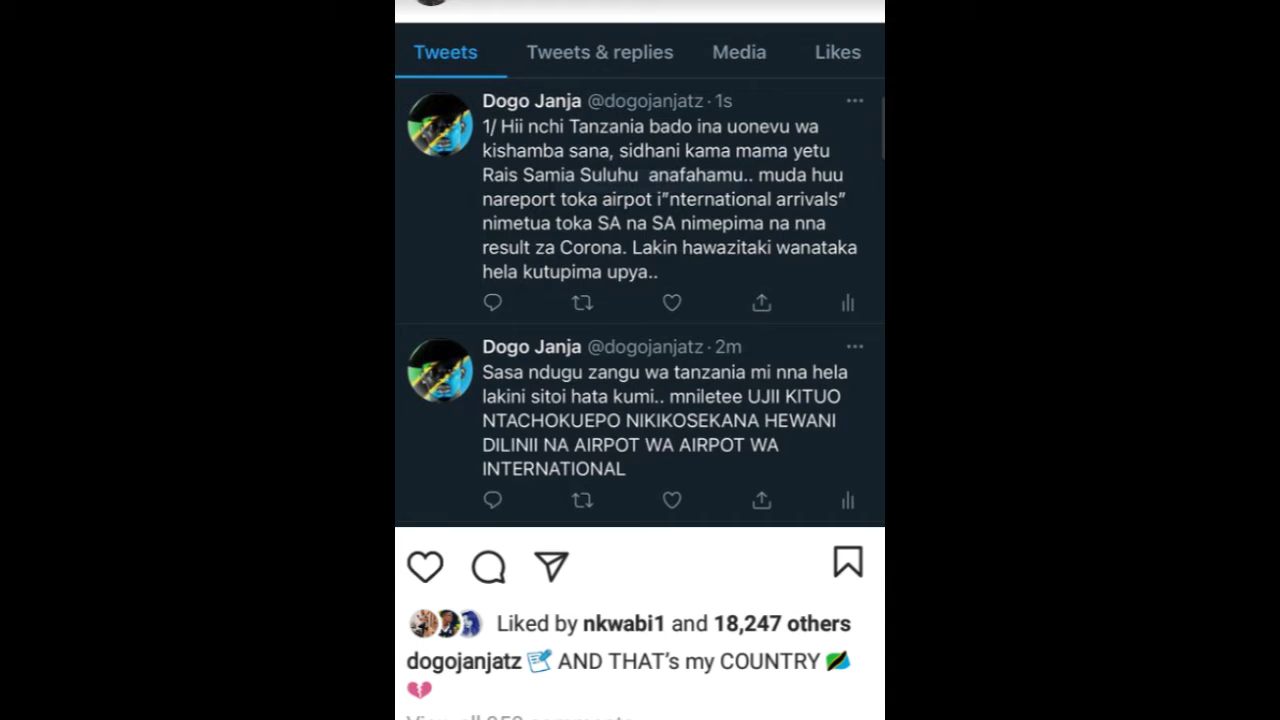 Tweets Tweets & replies Media Likes
Dogo Janja @dogojanjatz · 1s
1/ Hii nchi Tanzania bado ina uonevu wa
kishamba sana, sidhani kama mama yetu
Rais Samia Suluhu anafahamu.. muda huu
nareport toka airpot i”nternational arrivals”
nimetua toka SA na SA nimepima na nna
result za Corona. Lakin hawazitaki wanataka
hela kutupima upya..
Dogo Janja @dogojanjatz · 2m
Sasa ndugu zangu wa tanzania mi nna hela
lakini sitoi hata kumi.. mniletee UJII KITUO
NTACHOKUEPO NIKIKOSEKANA HEWANI
DILINII NA AIRPOT WA AIRPOT WA
INTERNATIONAL
Liked by nkwabi1 and 18,247 others
dogojanjatz 📝 AND THAT’s my COUNTRY 🇹🇿
💔
View all